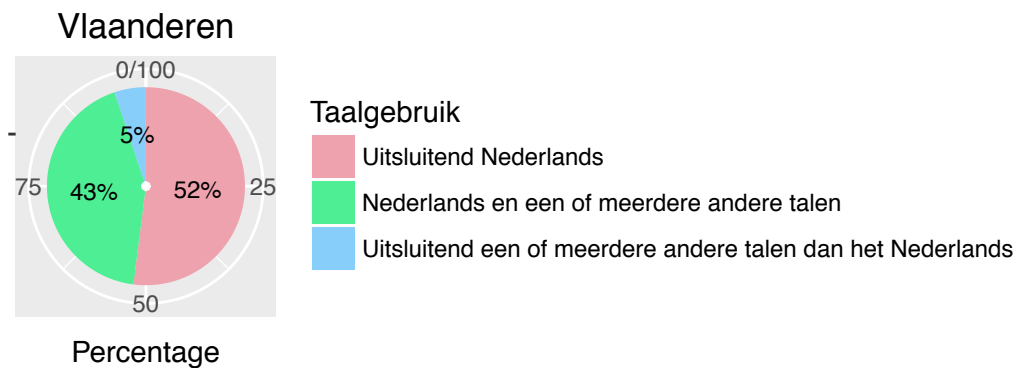 Vlaanderen
0/100
5%
75
43%
52%
25
50
Percentage
Taalgebruik
Uitsluitend Nederlands
Nederlands en een of meerdere andere talen
Uitsluitend een of meerdere andere talen dan het Nederlands